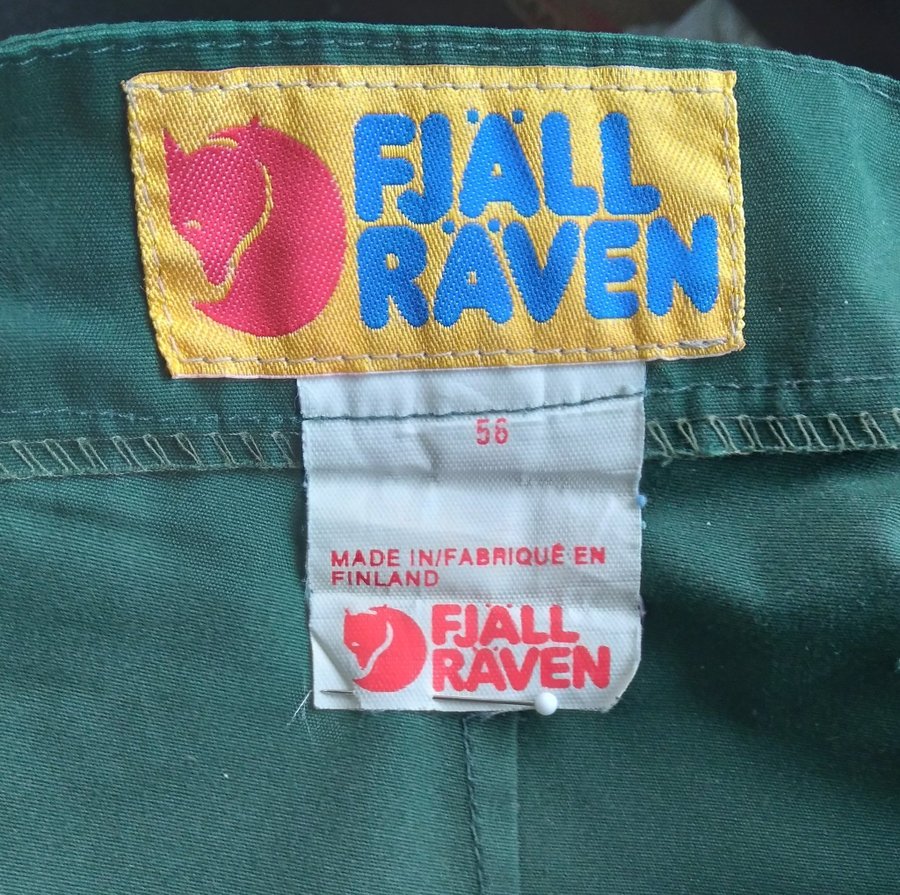 FJÄLL
RÄVEN
56
MADE IN/FABRIQUÉ EN
FINLAND
FJÄLL
RÄVEN